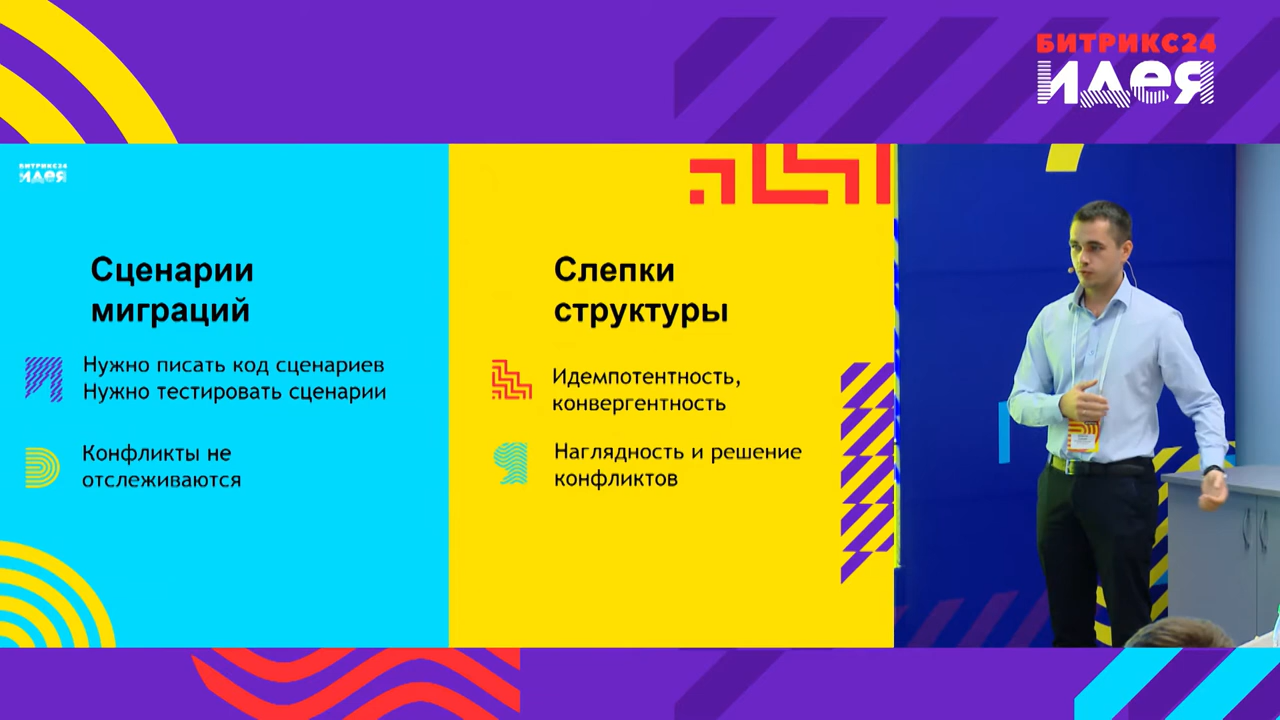 БИТРИКС24
идея
БИТРИКС24
идея
Сценарии
миграций
Нужно писать код сценариев
Нужно тестировать сценарии
Конфликты не
отслеживаются
Слепки
структуры
Идемпотентность,
конвергентность
Наглядность и решение
конфликтов